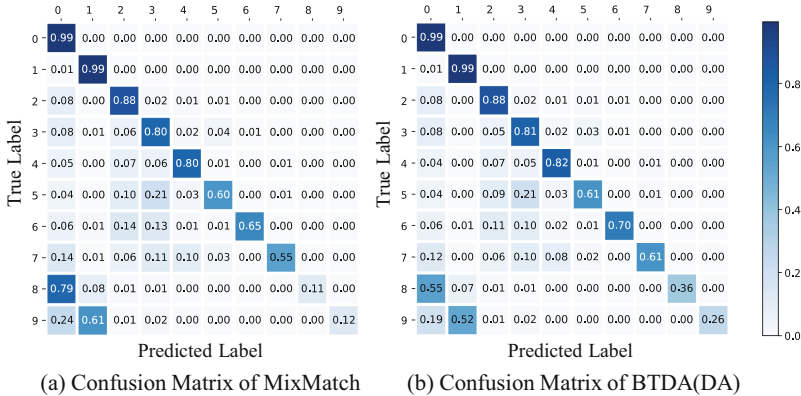 0 1 2 3 4 5 6 7 8 9
0 0.99 0.00 0.00 0.00 0.00 0.00 0.00 0.00 0.00 0.00
1 0.01 0.99 0.00 0.00 0.00 0.00 0.00 0.00 0.00 0.00
2 0.08 0.00 0.88 0.02 0.01 0.01 0.00 0.00 0.00 0.00
3 0.08 0.01 0.06 0.80 0.02 0.04 0.01 0.00 0.00 0.00
4 0.05 0.00 0.07 0.06 0.80 0.01 0.00 0.01 0.00 0.00
5 0.04 0.00 0.10 0.21 0.03 0.60 0.00 0.01 0.00 0.00
6 0.06 0.01 0.14 0.13 0.01 0.01 0.65 0.00 0.00 0.00
7 0.14 0.01 0.06 0.11 0.10 0.03 0.00 0.55 0.00 0.00
8 0.79 0.08 0.01 0.01 0.00 0.00 0.00 0.00 0.11 0.00
9 0.24 0.61 0.01 0.02 0.00 0.00 0.00 0.00 0.00 0.12
True Label
Predicted Label
(a) Confusion Matrix of MixMatch
0 1 2 3 4 5 6 7 8 9
0 0.99 0.00 0.00 0.00 0.00 0.00 0.00 0.00 0.00 0.00
1 0.01 0.99 0.00 0.00 0.00 0.00 0.00 0.00 0.00 0.00
2 0.08 0.00 0.88 0.02 0.01 0.01 0.00 0.00 0.00 0.00
3 0.08 0.00 0.05 0.81 0.02 0.03 0.01 0.00 0.00 0.00
4 0.04 0.00 0.07 0.05 0.82 0.01 0.00 0.01 0.00 0.00
5 0.04 0.00 0.09 0.21 0.03 0.61 0.01 0.00 0.00 0.00
6 0.06 0.01 0.11 0.10 0.02 0.01 0.70 0.00 0.00 0.00
7 0.12 0.00 0.06 0.10 0.08 0.02 0.00 0.61 0.00 0.00
8 0.55 0.07 0.01 0.01 0.00 0.00 0.00 0.00 0.36 0.00
9 0.19 0.52 0.01 0.02 0.00 0.00 0.00 0.00 0.00 0.26
True Label
Predicted Label
(b) Confusion Matrix of BTDA(DA)
0.8
0.6
0.4
0.2
0.0